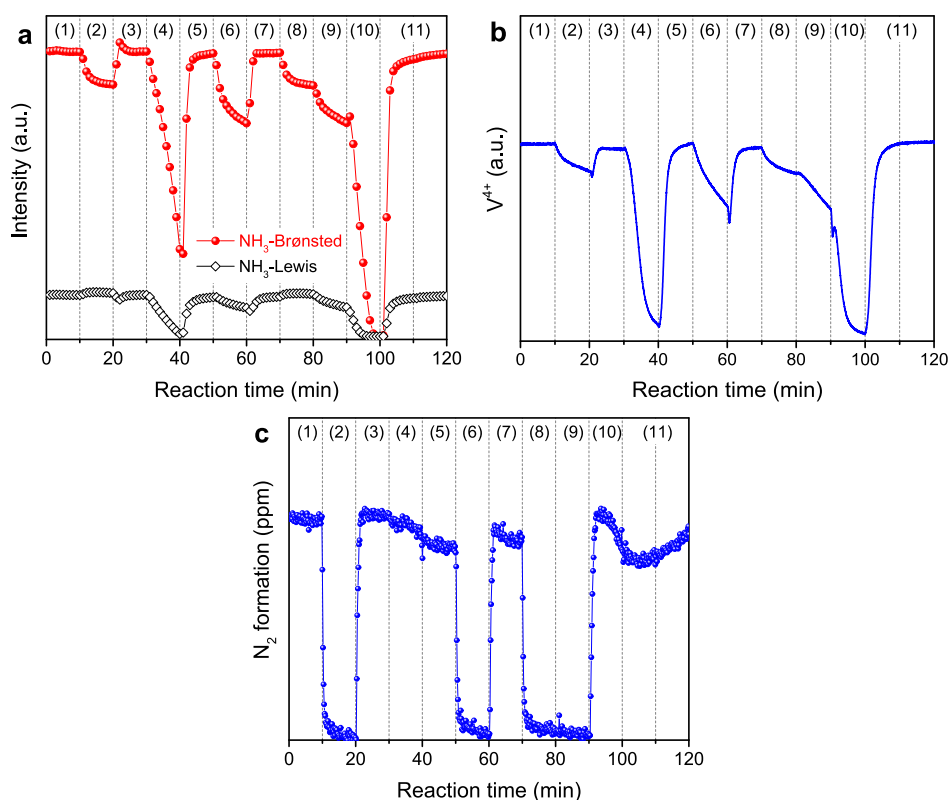 a
(1) (2) (3) (4) (5) (6) (7) (8) (9) (10) (11)
Intensity (a.u.)
NH3-Brønsted
NH3-Lewis
0 20 40 60 80 100 120
Reaction time (min)
b
(1) (2) (3) (4) (5) (6) (7) (8) (9) (10) (11)
V4+ (a.u.)
0 20 40 60 80 100 120
Reaction time (min)
c
(1) (2) (3) (4) (5) (6) (7) (8) (9) (10) (11)
N2 formation (ppm)
0 20 40 60 80 100 120
Reaction time (min)